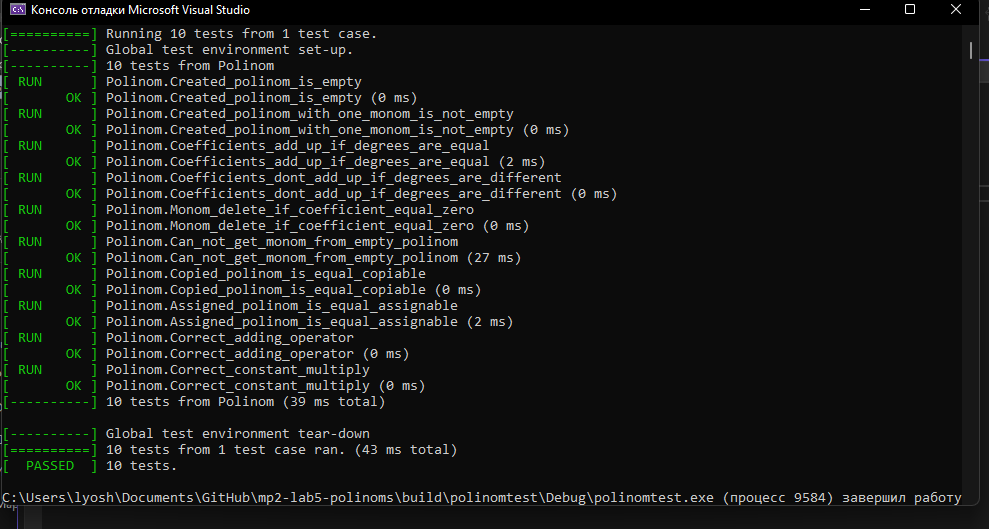 Консоль отладки Microsoft Visual Studio
[==========] Running 10 tests from 1 test case.
[----------] Global test environment set-up.
[----------] 10 tests from Polinom
[ RUN      ] Polinom.Created_polinom_is_empty
[       OK ] Polinom.Created_polinom_is_empty (0 ms)
[ RUN      ] Polinom.Created_polinom_with_one_monom_is_not_empty
[       OK ] Polinom.Created_polinom_with_one_monom_is_not_empty (0 ms)
[ RUN      ] Polinom.Coefficients_add_up_if_degrees_are_equal
[       OK ] Polinom.Coefficients_add_up_if_degrees_are_equal (2 ms)
[ RUN      ] Polinom.Coefficients_dont_add_up_if_degrees_are_different
[       OK ] Polinom.Coefficients_dont_add_up_if_degrees_are_different (0 ms)
[ RUN      ] Polinom.Monom_delete_if_coefficient_equal_zero
[       OK ] Polinom.Monom_delete_if_coefficient_equal_zero (0 ms)
[ RUN      ] Polinom.Can_not_get_monom_from_empty_polinom
[       OK ] Polinom.Can_not_get_monom_from_empty_polinom (27 ms)
[ RUN      ] Polinom.Copied_polinom_is_equal_copiable
[       OK ] Polinom.Copied_polinom_is_equal_copiable (0 ms)
[ RUN      ] Polinom.Assigned_polinom_is_equal_assignable
[       OK ] Polinom.Assigned_polinom_is_equal_assignable (2 ms)
[ RUN      ] Polinom.Correct_adding_operator
[       OK ] Polinom.Correct_adding_operator (0 ms)
[ RUN      ] Polinom.Correct_constant_multiply
[       OK ] Polinom.Correct_constant_multiply (0 ms)
[----------] 10 tests from Polinom (39 ms total)
[----------] Global test environment tear-down
[==========] 10 tests from 1 test case ran. (43 ms total)
[  PASSED  ] 10 tests.
C:\Users\lyosh\Documents\GitHub\mp2-lab5-polinoms\build\polinomtest\Debug\polinomtest.exe (процесс 9584) завершил работу